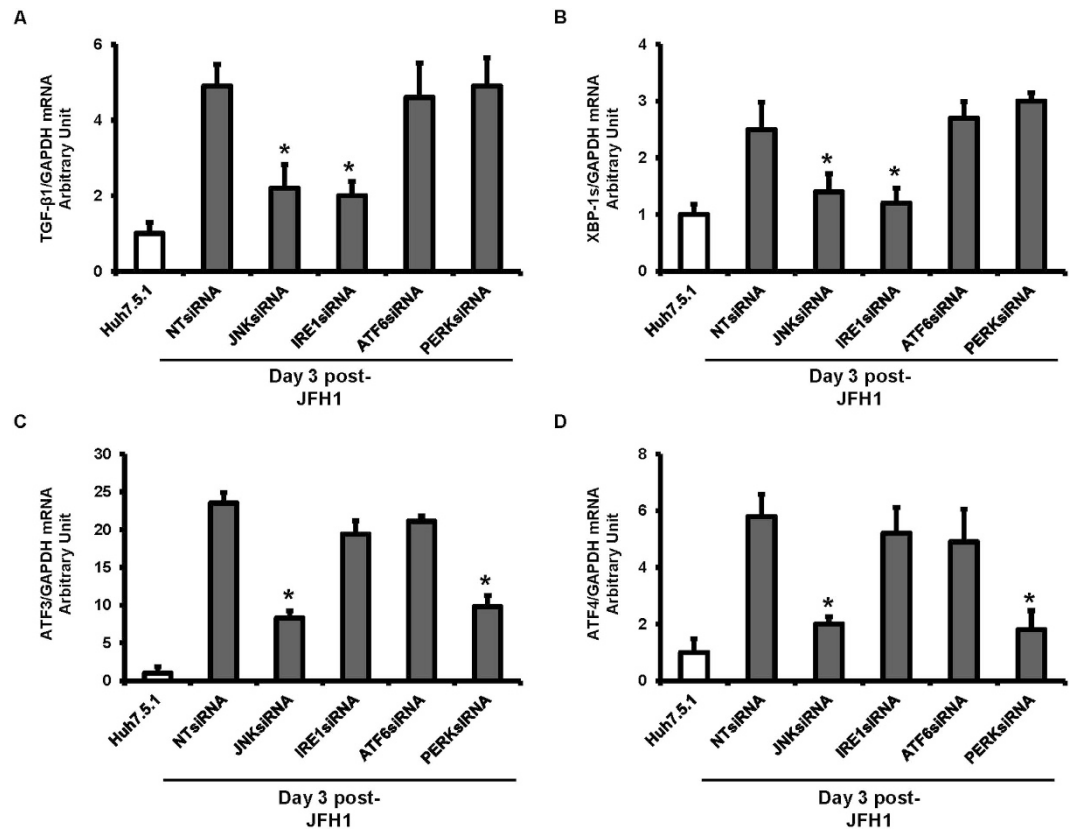 A
TGF-β1/GAPDH mRNA
Arbitrary Unit
6
4
2
0
*
*
Huh7.5.1
NTsiRNA
JNKsiRNA
IRE1siRNA
ATF6siRNA
PERKsiRNA
Day 3 post-
JFH1
B
XBP-1s/GAPDH mRNA
Arbitrary Unit
4
3
2
1
0
*
*
Huh7.5.1
NTsiRNA
JNKsiRNA
IRE1siRNA
ATF6siRNA
PERKsiRNA
Day 3 post-
JFH1
C
ATF3/GAPDH mRNA
Arbitrary Unit
30
25
20
15
10
5
0
*
*
Huh7.5.1
NTsiRNA
JNKsiRNA
IRE1siRNA
ATF6siRNA
PERKsiRNA
Day 3 post-
JFH1
D
ATF4/GAPDH mRNA
Arbitrary Unit
8
6
4
2
0
*
*
Huh7.5.1
NTsiRNA
JNKsiRNA
IRE1siRNA
ATF6siRNA
PERKsiRNA
Day 3 post-
JFH1